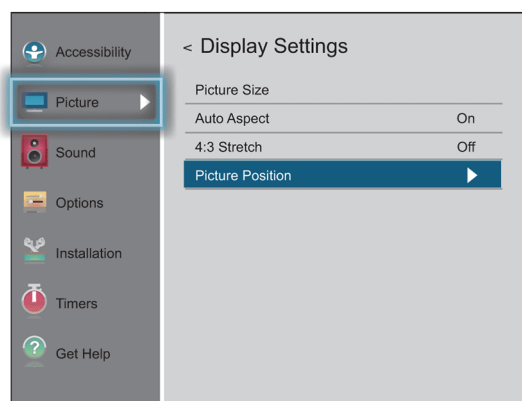 Accessibility
Picture
Sound
Options
Installation
Timers
Get Help
< Display Settings
Picture Size
Auto Aspect On
4:3 Stretch Off
Picture Position